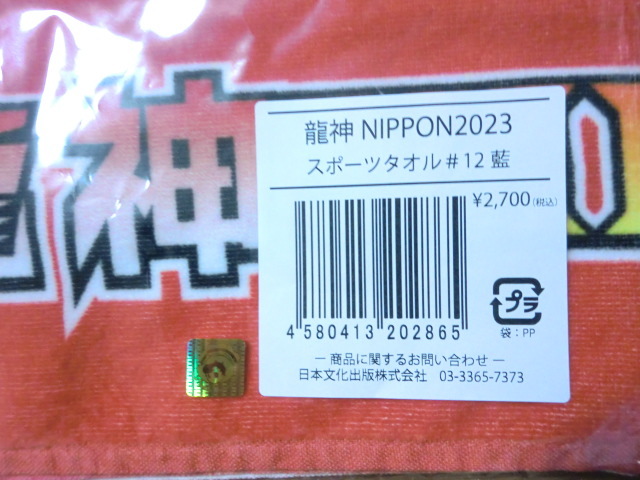 龍神
龍神 NIPPON2023
スポーツタオル#12 藍
¥2,700(税込)
4 580413 202865
プラ
袋：PP
― 商品に関するお問い合わせ ―
日本文化出版株式会社 03-3365-7373